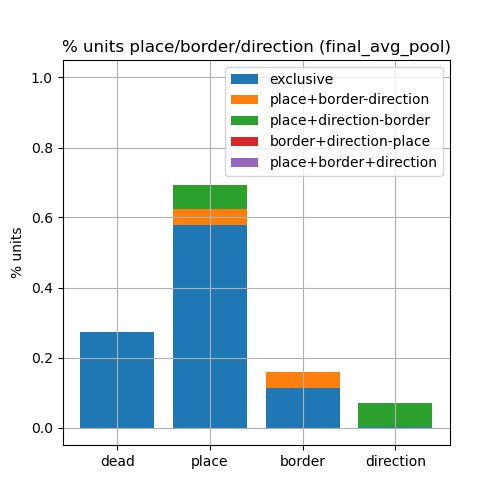 % units place/border/direction (final_avg_pool)
exclusive
place+border-direction
place+direction-border
border+direction-place
place+border+direction
1.0
0.8
0.6
0.4
0.2
0.0
% units
dead place border direction